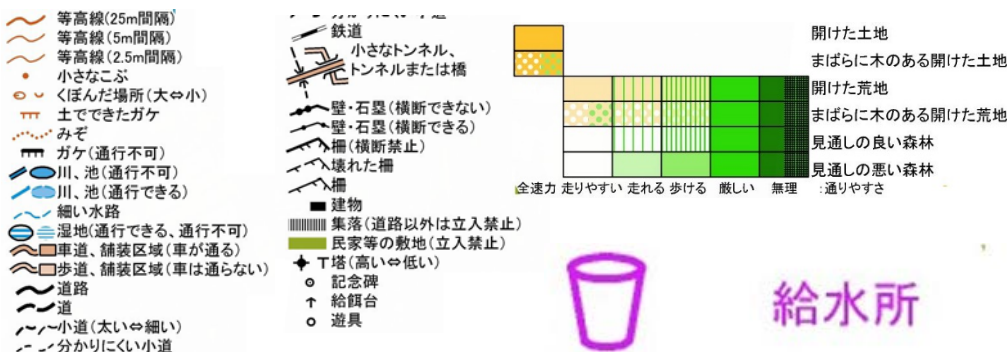 等高線(25m間隔)
等高線(5m間隔)
等高線(2.5m間隔)
小さなこぶ
くぼんだ場所(大⇔小)
土でできたガケ
みぞ
ガケ(通行不可)
川、池(通行不可)
川、池(通行できる)
細い水路
湿地(通行できる、通行不可)
車道、舗装区域(車が通る)
歩道、舗装区域(車は通らない)
道路
道
小道(太い⇔細い)
分かりにくい小道
分かりにくい小道
鉄道
小さなトンネル、
トンネルまたは橋
壁・石塁(横断できない)
壁・石塁(横断できる)
柵(横断禁止)
壊れた柵
柵
建物
集落(道路以外は立入禁止)
民家等の敷地(立入禁止)
塔(高い⇔低い)
記念碑
給餌台
遊具
開けた土地
まばらに木のある開けた土地
開けた荒地
まばらに木のある開けた荒地
見通しの良い森林
見通しの悪い森林
全速力 走りやすい 走れる 歩ける 厳しい 無理 :通りやすさ
給水所